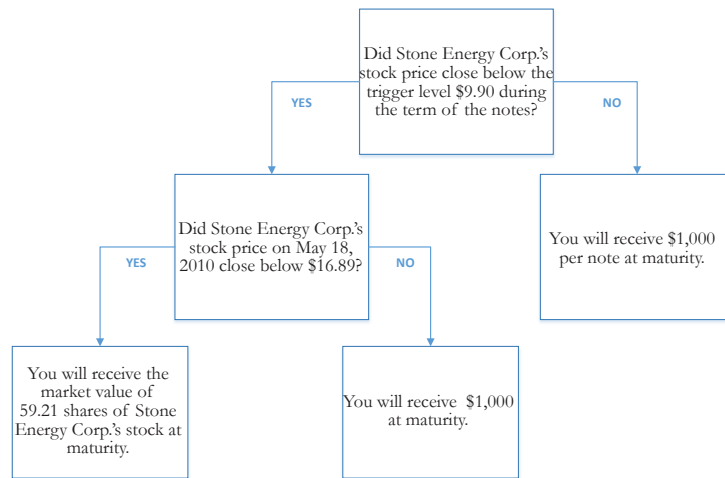 Did Stone Energy Corp.'s
stock price close below the
trigger level $9.90 during
the term of the notes?
YES
NO
Did Stone Energy Corp.'s
stock price on May 18,
2010 close below $16.89?
You will receive $1,000
per note at maturity.
YES
NO
You will receive the
market value of
59.21 shares of Stone
Energy Corp.'s stock at
maturity.
You will receive $1,000
at maturity.